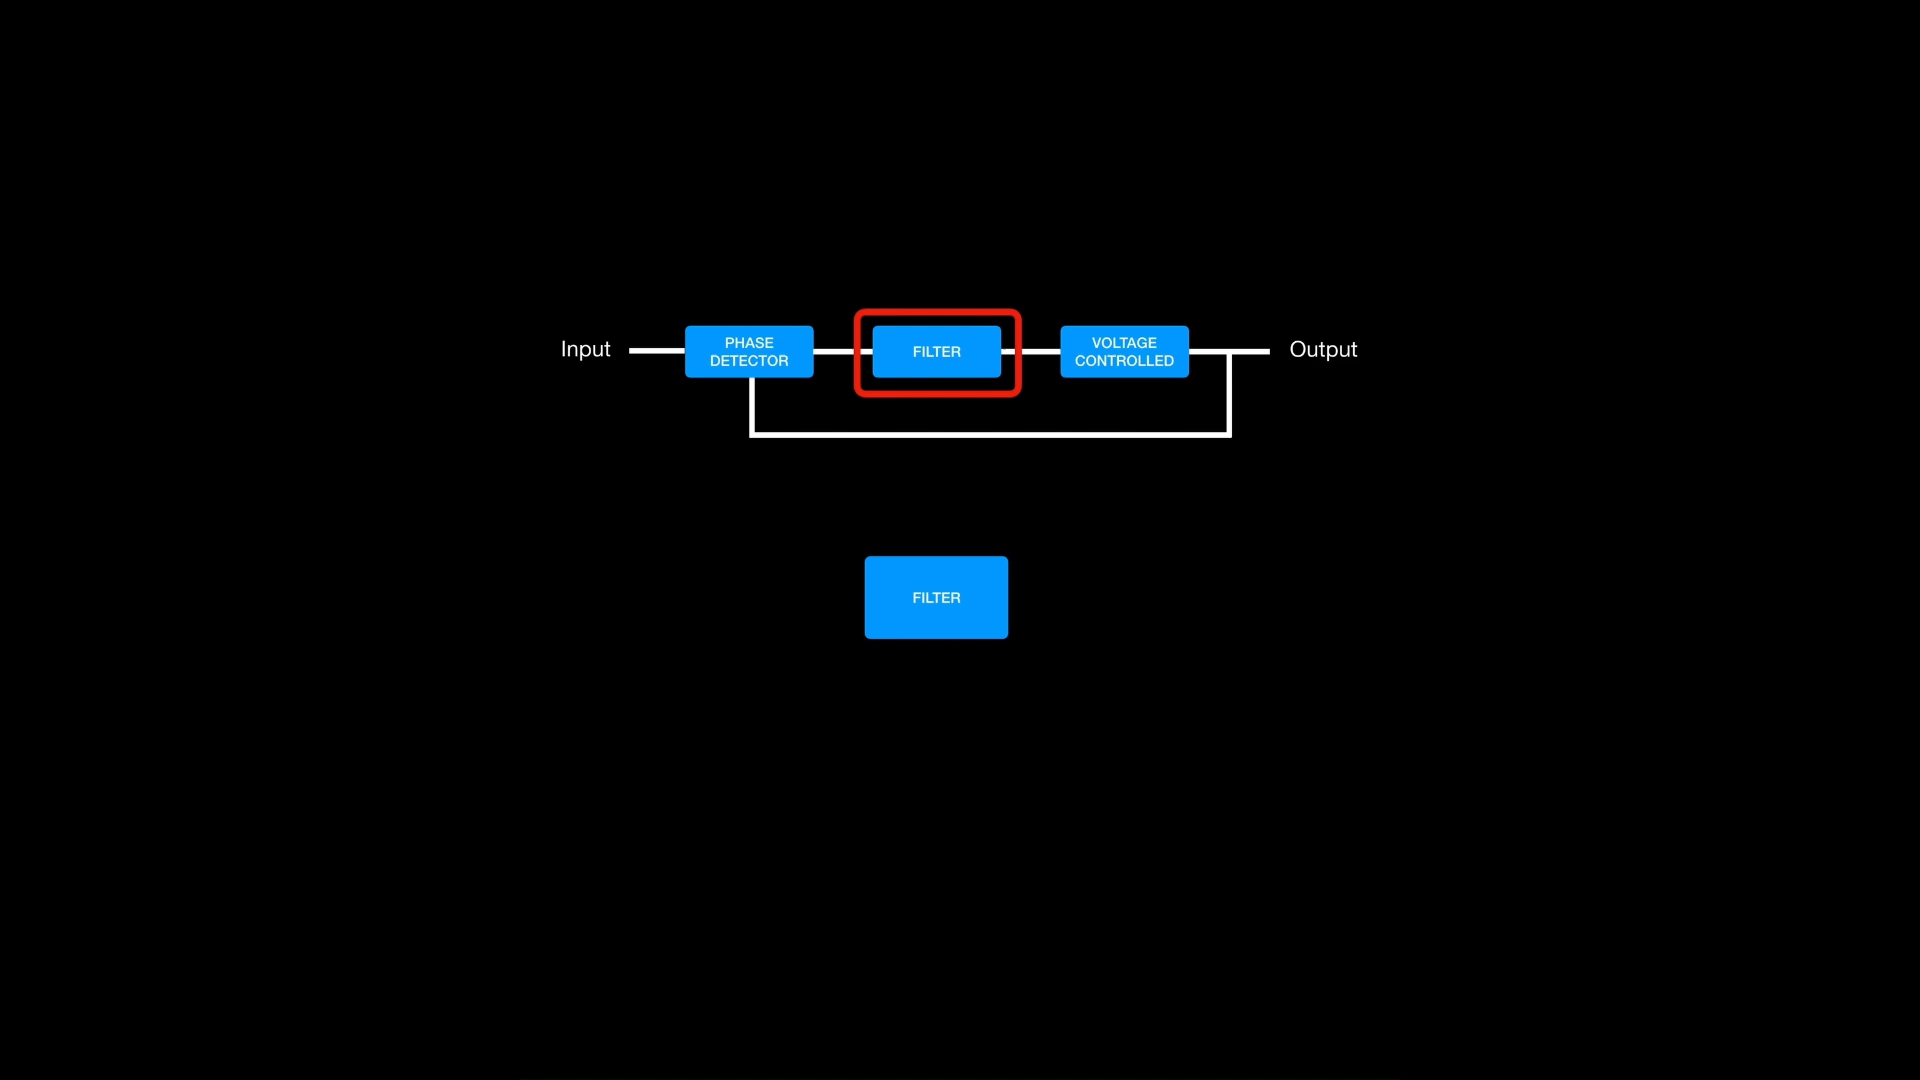 Input
PHASE
DETECTOR
FILTER
VOLTAGE
CONTROLLED
Output
FILTER